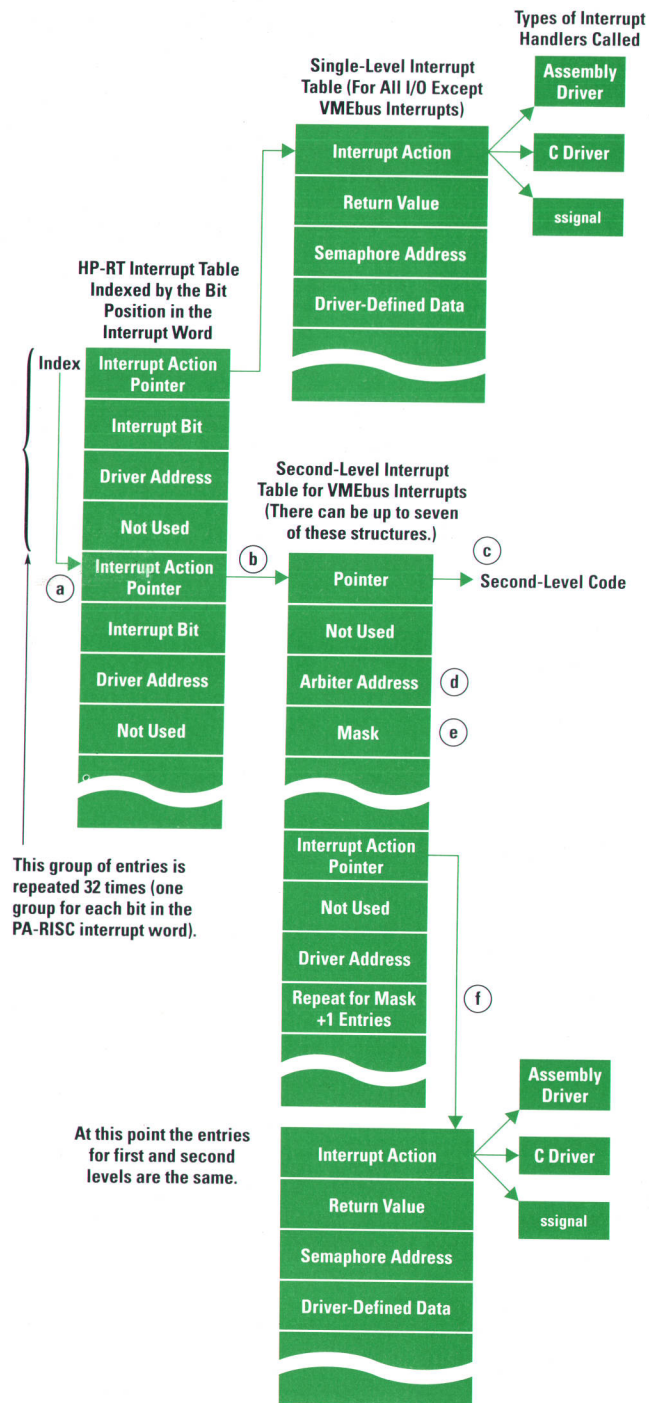 Types of Interrupt
Handlers Called
Single-Level Interrupt
Table (For All I/O Except
VMEbus Interrupts)
Assembly
Driver
Interrupt Action
C Driver
Return Value
ssignal
Semaphore Address
Driver-Defined Data
HP-RT Interrupt Table
Indexed by the Bit
Position in the
Interrupt Word
Index
Interrupt Action
Pointer
Interrupt Bit
Driver Address
Not Used
Second-Level Interrupt
Table for VMEbus Interrupts
(There can be up to seven
of these structures.)
a
Interrupt Action
Pointer
b
Pointer
c
Second-Level Code
Interrupt Bit
Not Used
Driver Address
Arbiter Address
d
Not Used
Mask
e
This group of entries is
repeated 32 times (one
group for each bit in the
PA-RISC interrupt word).
Interrupt Action
Pointer
Not Used
Driver Address
Repeat for Mask
+1 Entries
f
At this point the entries
for first and second
levels are the same.
Assembly
Driver
Interrupt Action
C Driver
Return Value
ssignal
Semaphore Address
Driver-Defined Data